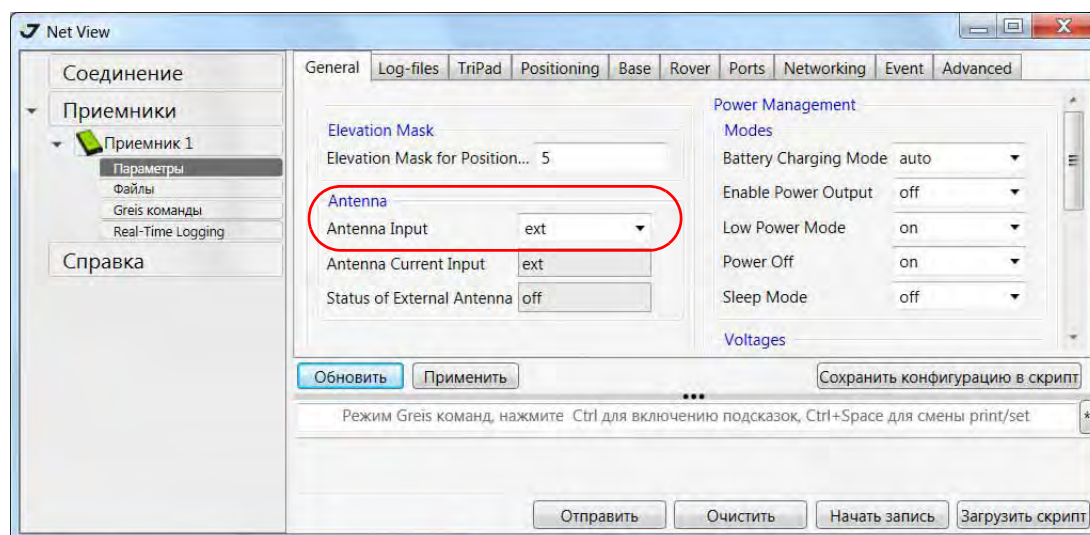 Net View
Соединение
Приемники
Приемник 1
Параметры
Файлы
Greis команды
Real-Time Logging
Справка
General Log-files TriPad Positioning Base Rover Ports Networking Event Advanced
Elevation Mask
Elevation Mask for Position... 5
Antenna
Antenna Input ext
Antenna Current Input ext
Status of External Antenna off
Power Management
Modes
Battery Charging Mode auto
Enable Power Output off
Low Power Mode on
Power Off on
Sleep Mode off
Voltages
Обновить Применить Сохранить конфигурацию в скрипт
Режим Greis команд, нажмите Ctrl для включению подсказок, Ctrl+Space для смены print/set *
Отправить Очистить Начать запись Загрузить скрипт